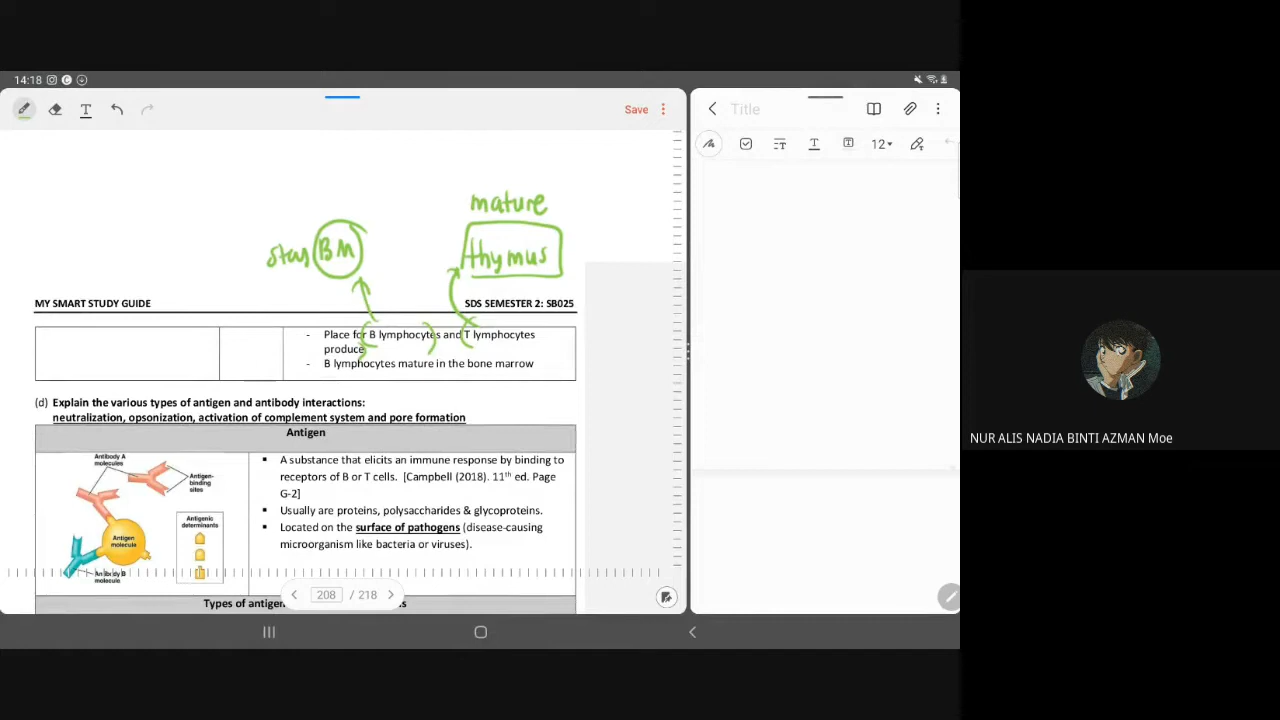 14:18
Save
Title
12
mature
stay BM
thymus
MY SMART STUDY GUIDE
SDS SEMESTER 2: SB025
- Place for B lymphocytes and T lymphocytes
produce
- B lymphocytes mature in the bone marrow
(d) Explain the various types of antigen and antibody interactions:
neutralization, opsonization, activation of complement system and pore formation
Antigen
Antibody A
molecules
Antigen-
binding
sites
Antigenic
determinants
Antigen
molecule
Antibody B
molecule
▪ A substance that elicits an immune response by binding to
receptors of B or T cells. [Campbell (2018). 11th ed. Page
G-2]
▪ Usually are proteins, polysaccharides & glycoproteins.
▪ Located on the surface of pathogens (disease-causing
microorganism like bacteria or viruses).
208 / 218
Types of antigen
NUR ALIS NADIA BINTI AZMAN Moe